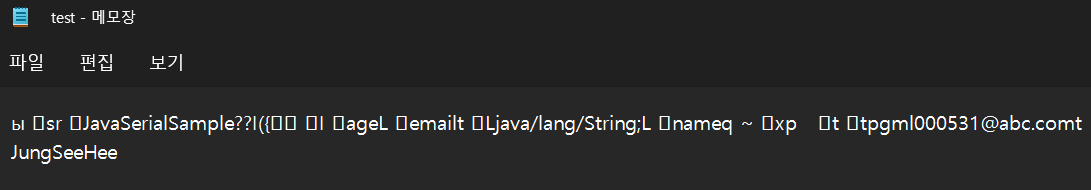 test - 메모장
파일 편집 보기
ы □sr □JavaSerialSample??I({□□ □I □ageL □emailt □Ljava/lang/String;L □nameq ~ □xp □t □tpgml000531@abc.comt
JungSeeHee